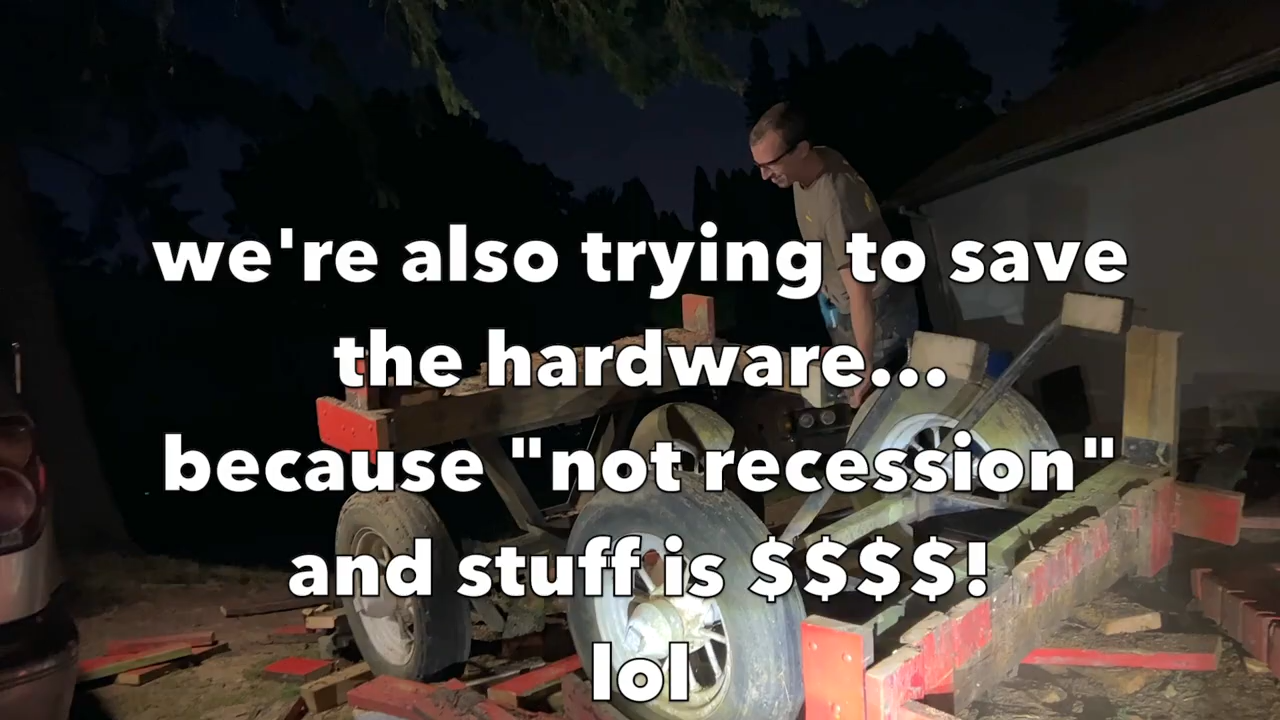 we're also trying to save
the hardware...
because "not recession"
and stuff is $$$$!
lol